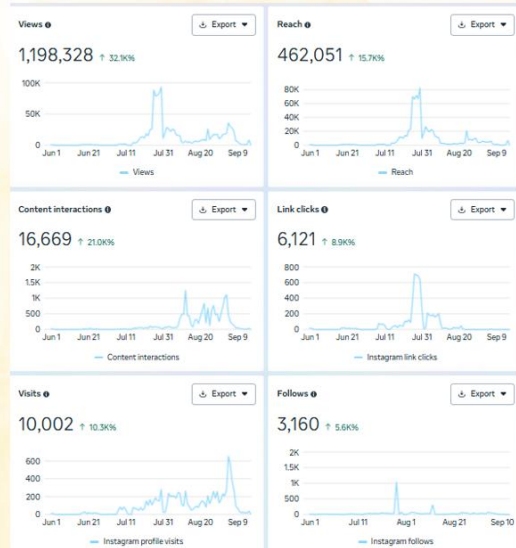 Views
Export
1,198,328 ↑ 32.1K%
100K
50K
0
Jun 1 Jun 21 Jul 11 Jul 31 Aug 20 Sep 9
Views
Reach
Export
462,051 ↑ 15.7K%
80K
60K
40K
20K
0
Jun 1 Jun 21 Jul 11 Jul 31 Aug 20 Sep 9
Reach
Content interactions
Export
16,669 ↑ 21.0K%
2K
1.5K
1K
500
0
Jun 1 Jun 21 Jul 11 Jul 31 Aug 20 Sep 9
Content interactions
Link clicks
Export
6,121 ↑ 8.9K%
800
600
400
200
0
Jun 1 Jun 21 Jul 11 Jul 31 Aug 20 Sep 9
Instagram link clicks
Visits
Export
10,002 ↑ 10.3K%
600
400
200
0
Jun 1 Jun 21 Jul 11 Jul 31 Aug 20 Sep 9
Instagram profile visits
Follows
Export
3,160 ↑ 5.6K%
2K
1.5K
1K
500
0
Jun 1 Jul 11 Aug 1 Aug 21 Sep 10
Instagram follows